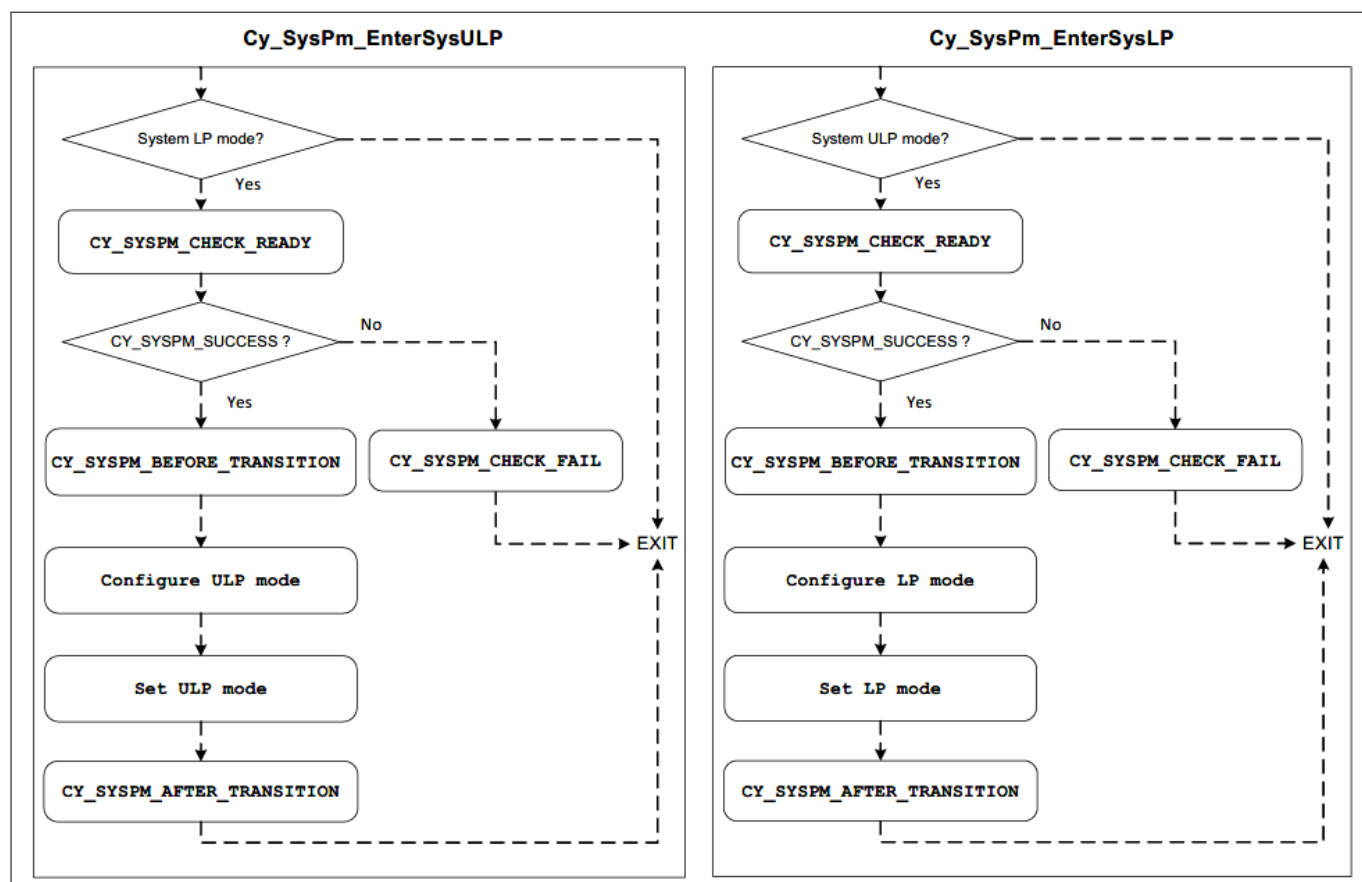 Cy_SysPm_EnterSysULP
System LP mode?
Yes
CY_SYSPM_CHECK_READY
No
CY_SYSPM_SUCCESS ?
Yes
CY_SYSPM_BEFORE_TRANSITION
CY_SYSPM_CHECK_FAIL
EXIT
Configure ULP mode
Set ULP mode
CY_SYSPM_AFTER_TRANSITION
Cy_SysPm_EnterSysLP
System ULP mode?
Yes
CY_SYSPM_CHECK_READY
No
CY_SYSPM_SUCCESS ?
Yes
CY_SYSPM_BEFORE_TRANSITION
CY_SYSPM_CHECK_FAIL
EXIT
Configure LP mode
Set LP mode
CY_SYSPM_AFTER_TRANSITION